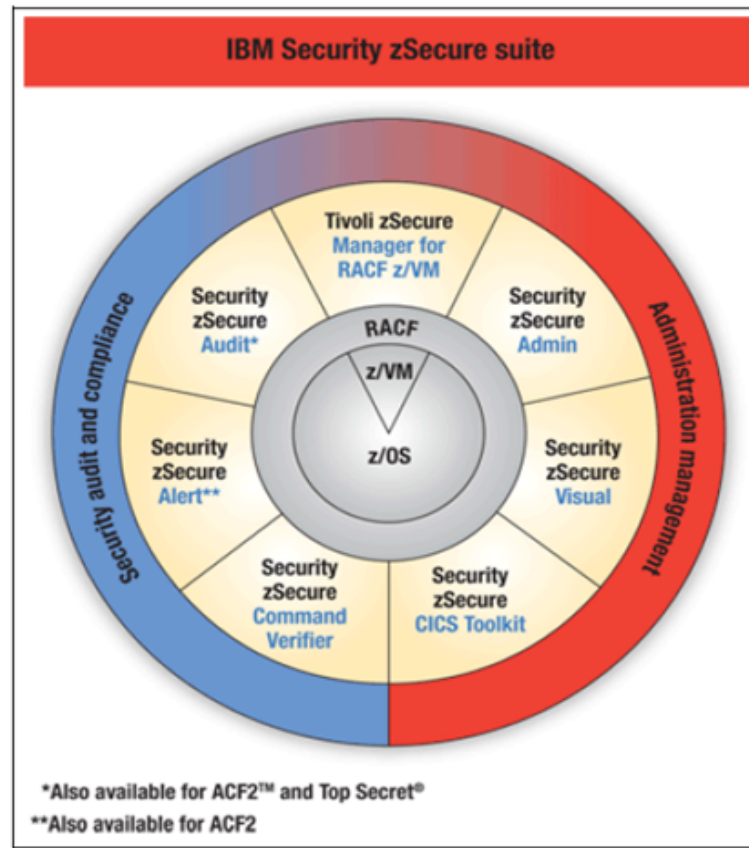 IBM Security zSecure suite
Tivoli zSecure
Manager for
RACF z/VM
Security
zSecure
Audit*
Security
zSecure
Admin
RACF
z/VM
z/OS
Security audit and compliance
Administration management
Security
zSecure
Alert**
Security
zSecure
Visual
Security
zSecure
Command
Verifier
Security
zSecure
CICS Toolkit
*Also available for ACF2™ and Top Secret®
**Also available for ACF2